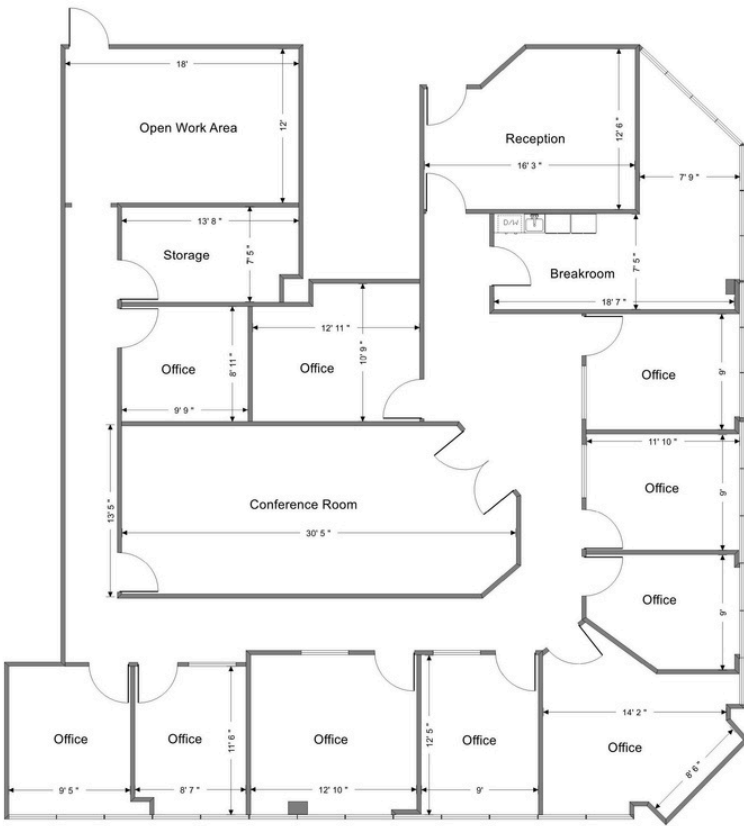 18'
Open Work Area
12'
Reception
12' 6"
16' 3"
7' 9"
13' 8"
Storage
7' 5"
D/W
Breakroom
7' 5"
18' 7"
12' 11"
Office
8' 11"
9' 9"
Office
10' 9"
Office
9'
11' 10"
Office
9'
13' 5"
Conference Room
30' 5"
Office
9'
Office
9' 5"
Office
11' 6"
8' 7"
Office
12' 10"
12' 5"
Office
9'
14' 2"
Office
8' 6"